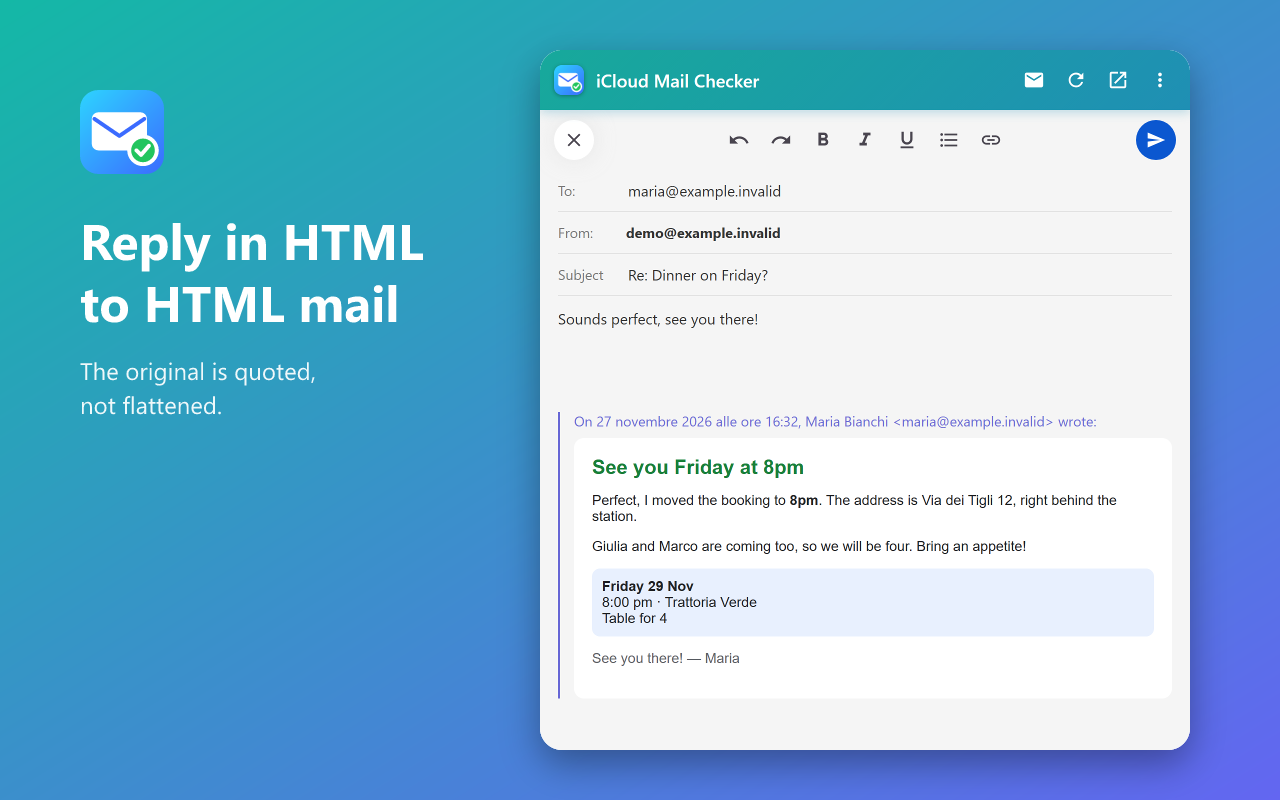 Reply in HTML
to HTML mail
The original is quoted,
not flattened.
iCloud Mail Checker
B I U
To: maria@example.invalid
From: demo@example.invalid
Subject Re: Dinner on Friday?
Sounds perfect, see you there!
On 27 novembre 2026 alle ore 16:32, Maria Bianchi <maria@example.invalid> wrote:
See you Friday at 8pm
Perfect, I moved the booking to 8pm. The address is Via dei Tigli 12, right behind the
station.
Giulia and Marco are coming too, so we will be four. Bring an appetite!
Friday 29 Nov
8:00 pm · Trattoria Verde
Table for 4
See you there! — Maria